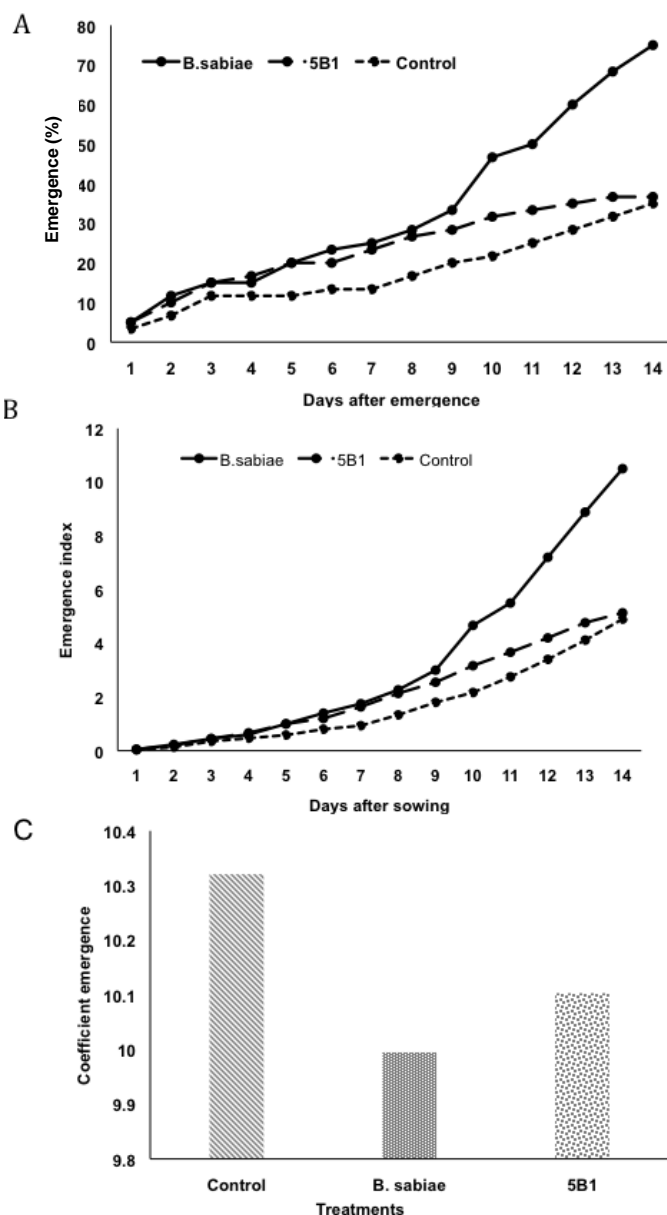 A
80
70
60
50
40
30
20
10
0
Emergence (%)
B.sabiae ·5B1 Control
1 2 3 4 5 6 7 8 9 10 11 12 13 14
Days after emergence
B
12
10
8
6
4
2
0
Emergence index
B.sabiae ·5B1 Control
1 2 3 4 5 6 7 8 9 10 11 12 13 14
Days after sowing
C
10.4
10.3
10.2
10.1
10
9.9
9.8
Coefficient emergence
Control B. sabiae 5B1
Treatments